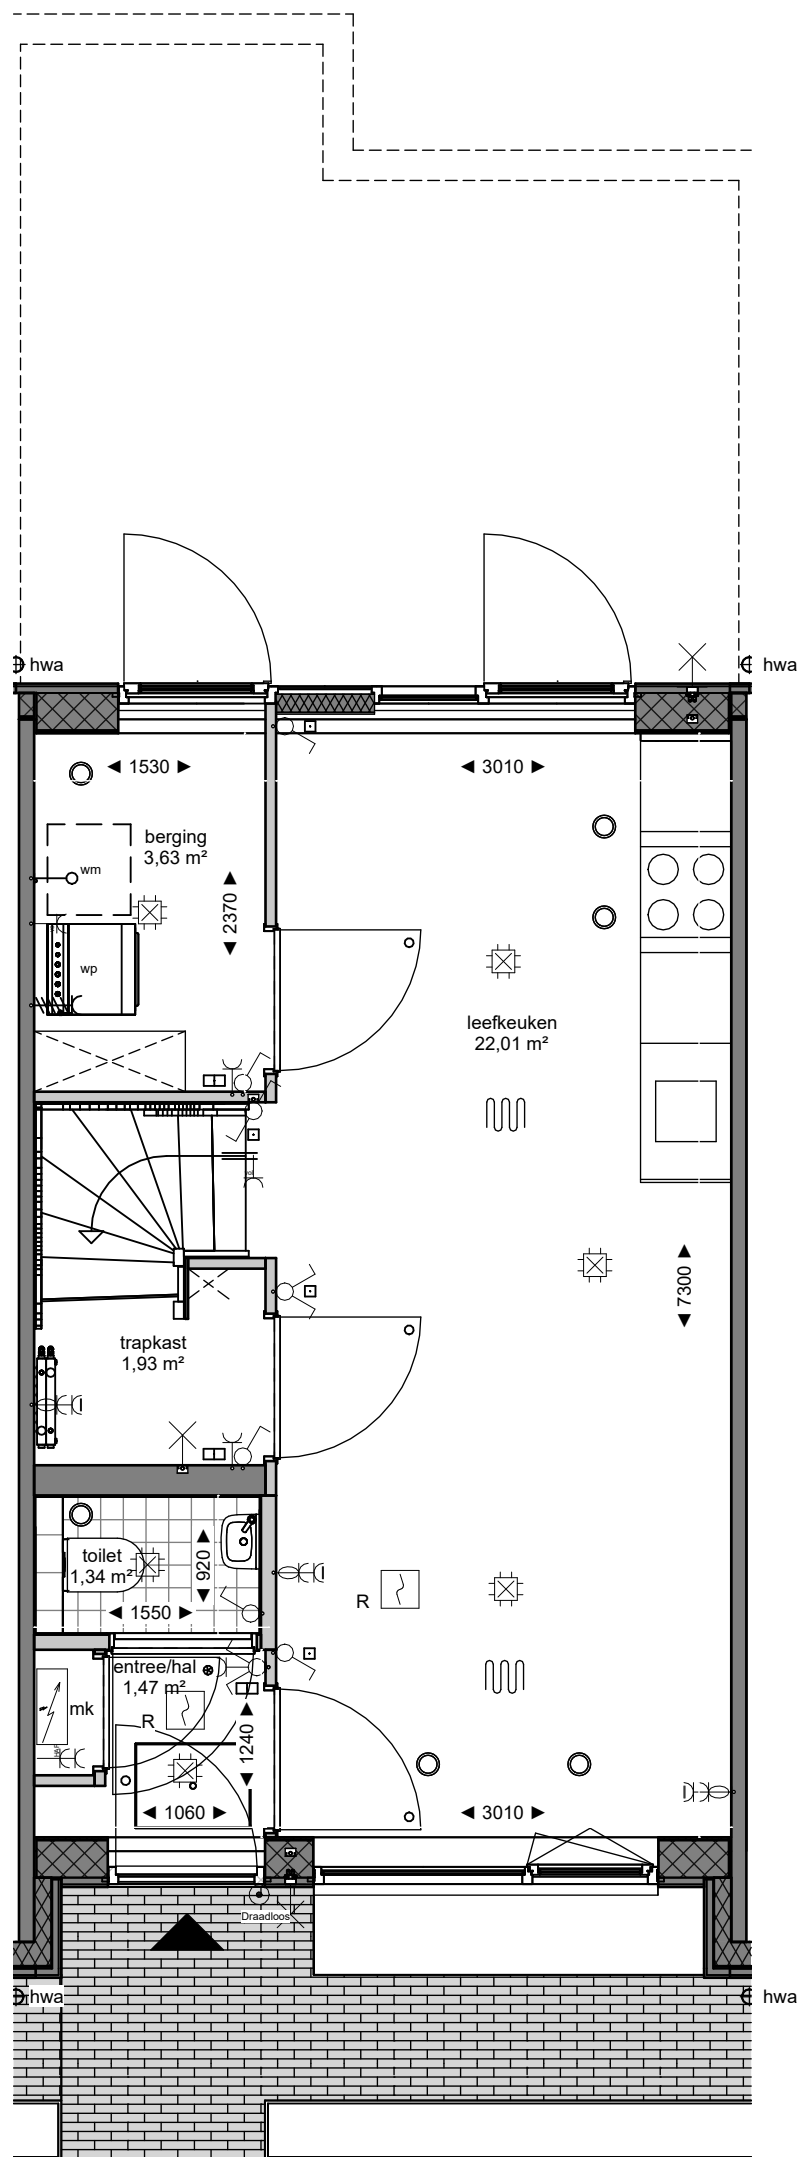 hwa
hwa
1530
3010
berging
3,63 m²
wm
2370
wp
leefkeuken
22,01 m²
7300
trapkast
1,93 m²
toilet
1,34 m²
920
1550
R
entree/hal
1,47 m²
mk
R
1240
1060
3010
Draadloos
hwa
hwa